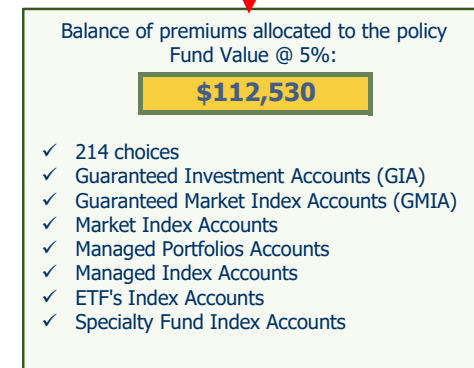 Balance of premiums allocated to the policy
Fund Value @ 5%:
$112,530
✓ 214 choices
✓ Guaranteed Investment Accounts (GIA)
✓ Guaranteed Market Index Accounts (GMIA)
✓ Market Index Accounts
✓ Managed Portfolios Accounts
✓ Managed Index Accounts
✓ ETF's Index Accounts
✓ Specialty Fund Index Accounts